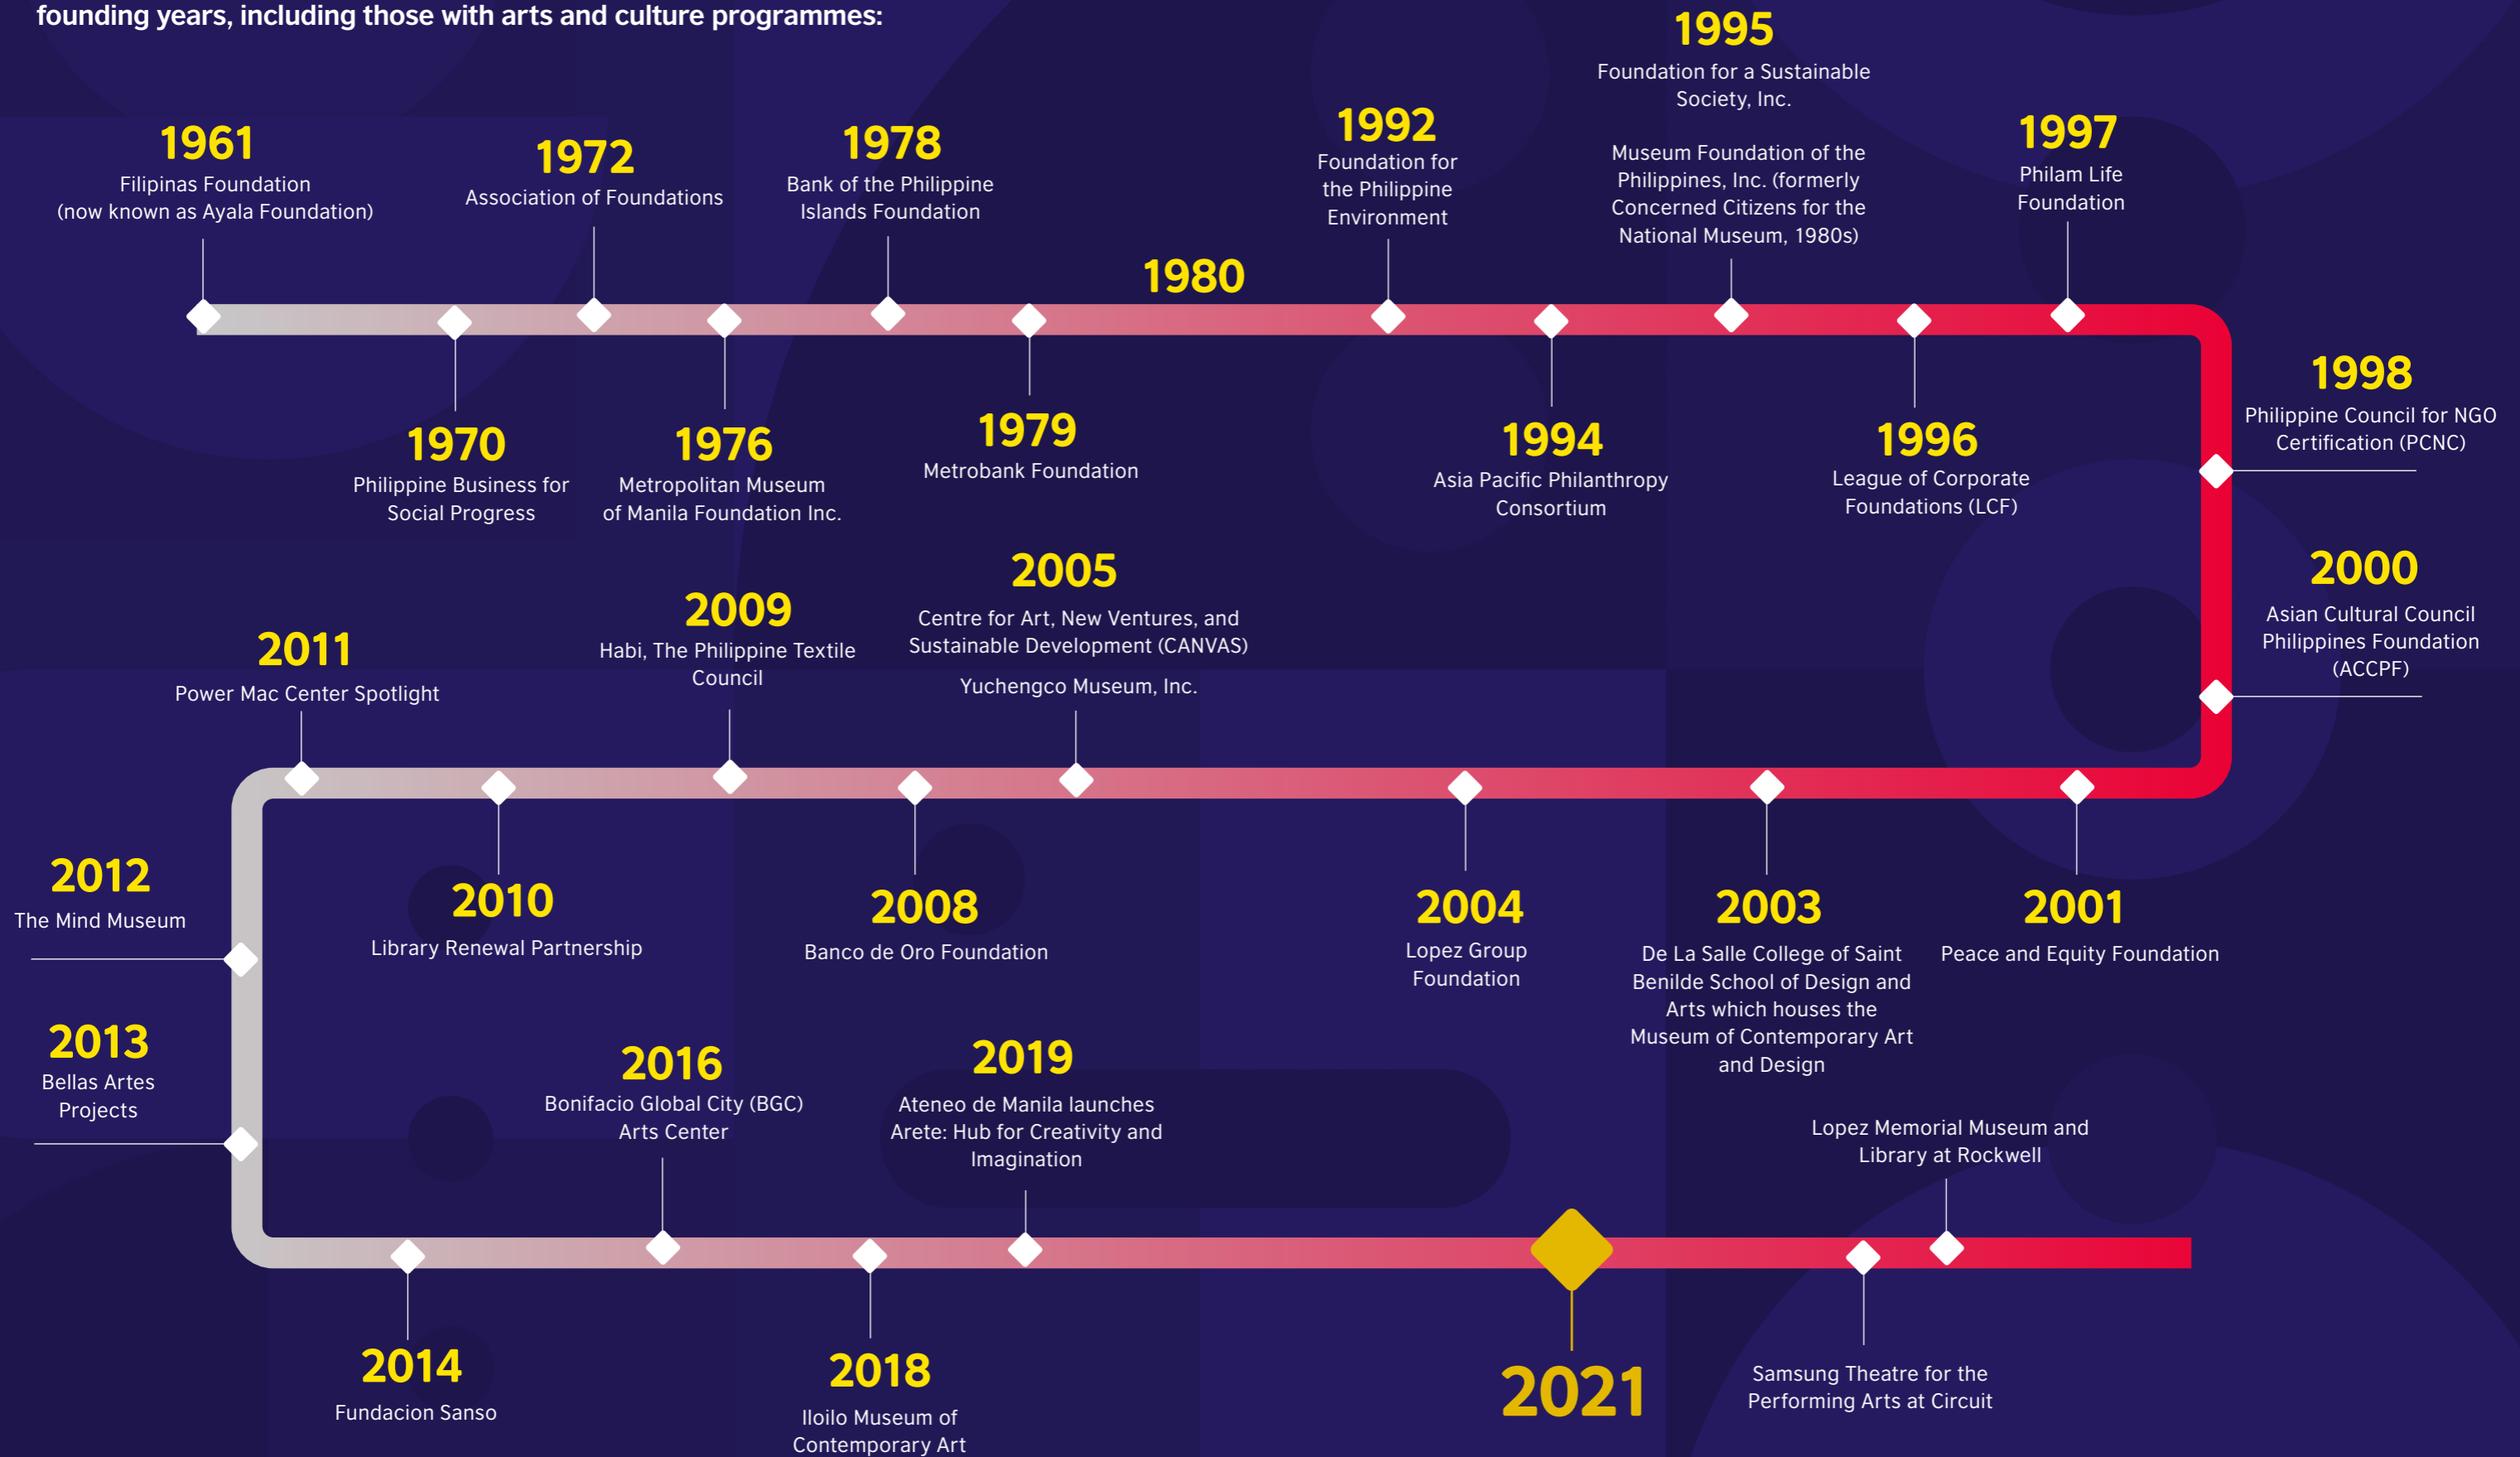 founding years, including those with arts and culture programmes:
1961
Filipinas Foundation
(now known as Ayala Foundation)
1970
Philippine Business for
Social Progress
1972
Association of Foundations
1976
Metropolitan Museum
of Manila Foundation Inc.
1978
Bank of the Philippine
Islands Foundation
1979
Metrobank Foundation
1980
1992
Foundation for
the Philippine
Environment
1994
Asia Pacific Philanthropy
Consortium
1995
Foundation for a Sustainable
Society, Inc.
Museum Foundation of the
Philippines, Inc. (formerly
Concerned Citizens for the
National Museum, 1980s)
1996
League of Corporate
Foundations (LCF)
1997
Philam Life
Foundation
1998
Philippine Council for NGO
Certification (PCNC)
2000
Asian Cultural Council
Philippines Foundation
(ACCPF)
2001
Peace and Equity Foundation
2003
De La Salle College of Saint
Benilde School of Design and
Arts which houses the
Museum of Contemporary Art
and Design
2004
Lopez Group
Foundation
2005
Centre for Art, New Ventures, and
Sustainable Development (CANVAS)
Yuchengco Museum, Inc.
2008
Banco de Oro Foundation
2009
Habi, The Philippine Textile
Council
2010
Library Renewal Partnership
2011
Power Mac Center Spotlight
2012
The Mind Museum
2013
Bellas Artes
Projects
2014
Fundacion Sanso
2016
Bonifacio Global City (BGC)
Arts Center
2018
Iloilo Museum of
Contemporary Art
2019
Ateneo de Manila launches
Arete: Hub for Creativity and
Imagination
2021
Samsung Theatre for the
Performing Arts at Circuit
Lopez Memorial Museum and
Library at Rockwell